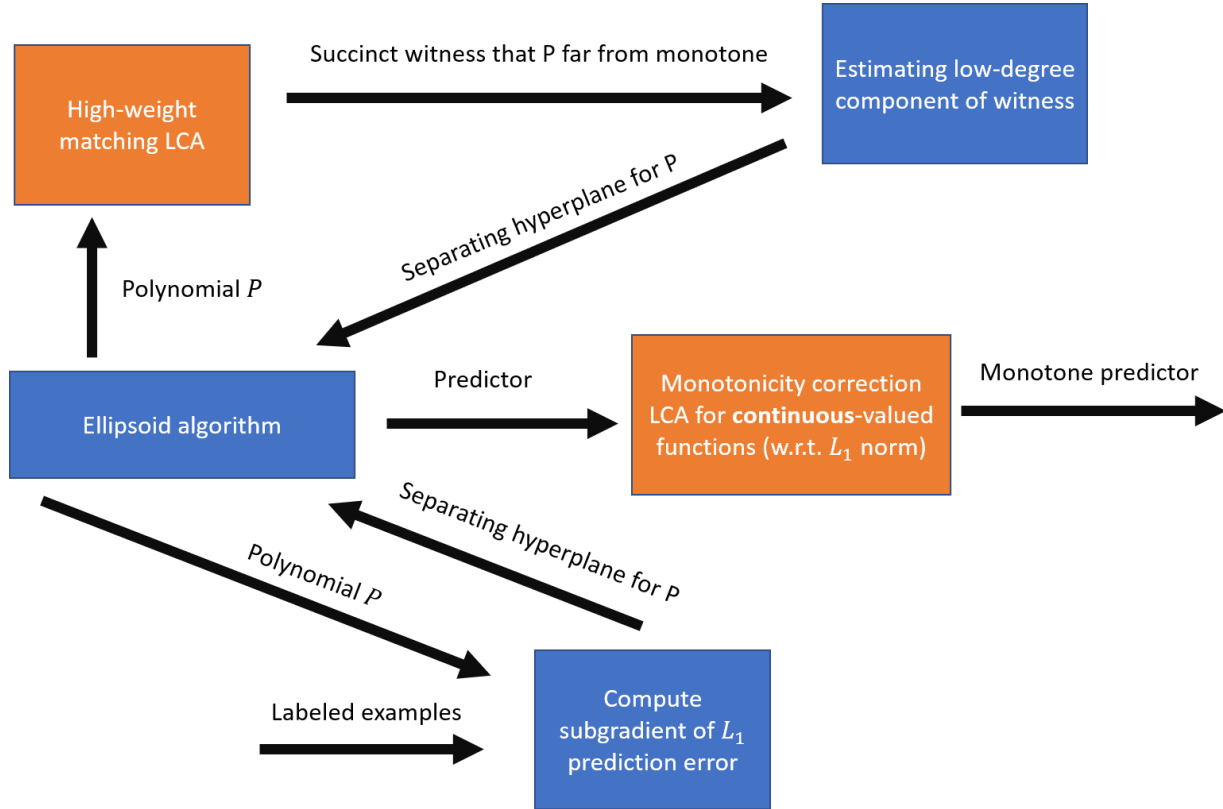 Succinct witness that P far from monotone
High-weight
matching LCA
Estimating low-degree
component of witness
Separating hyperplane for P
Polynomial P
Ellipsoid algorithm
Predictor
Monotonicity correction
LCA for continuous-valued
functions (w.r.t. L₁ norm)
Monotone predictor
Separating hyperplane for P
Polynomial P
Labeled examples
Compute
subgradient of L₁
prediction error